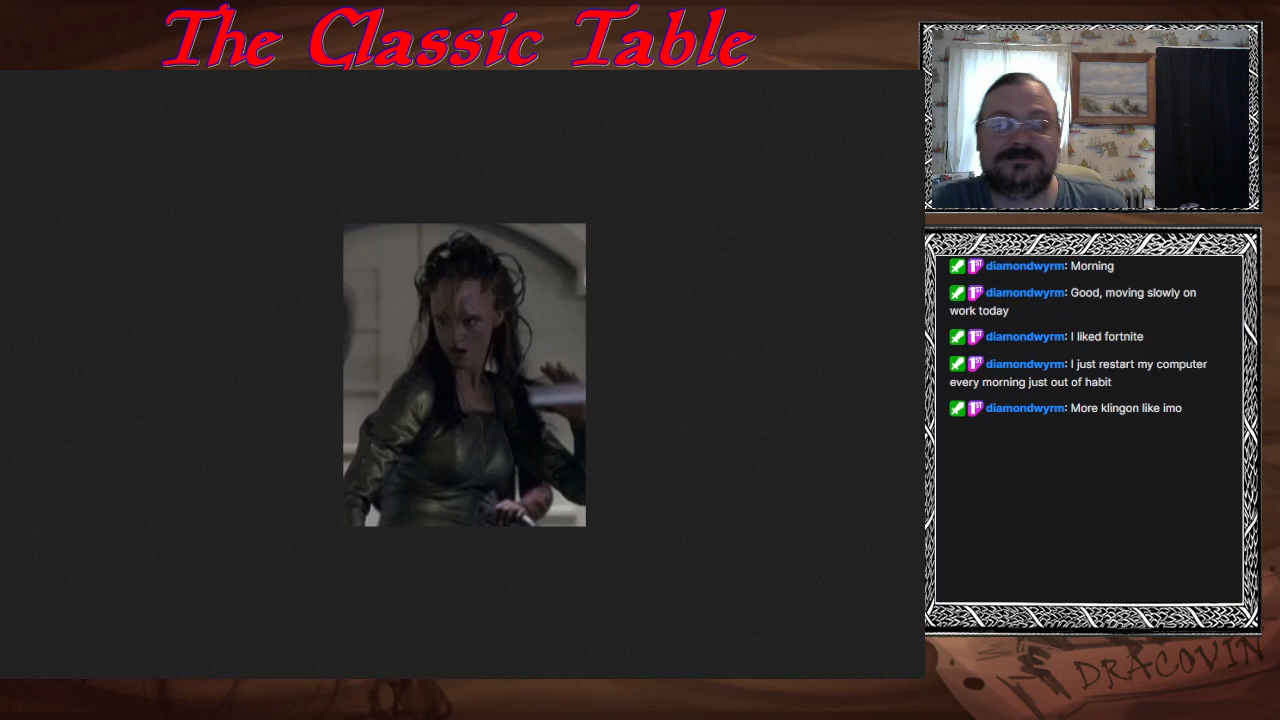 The Classic Table
diamondwyrm: Morning
diamondwyrm: Good, moving slowly on
work today
diamondwyrm: I liked fortnite
diamondwyrm: I just restart my computer
every morning just out of habit
diamondwyrm: More klingon like imo
DRACOVIN